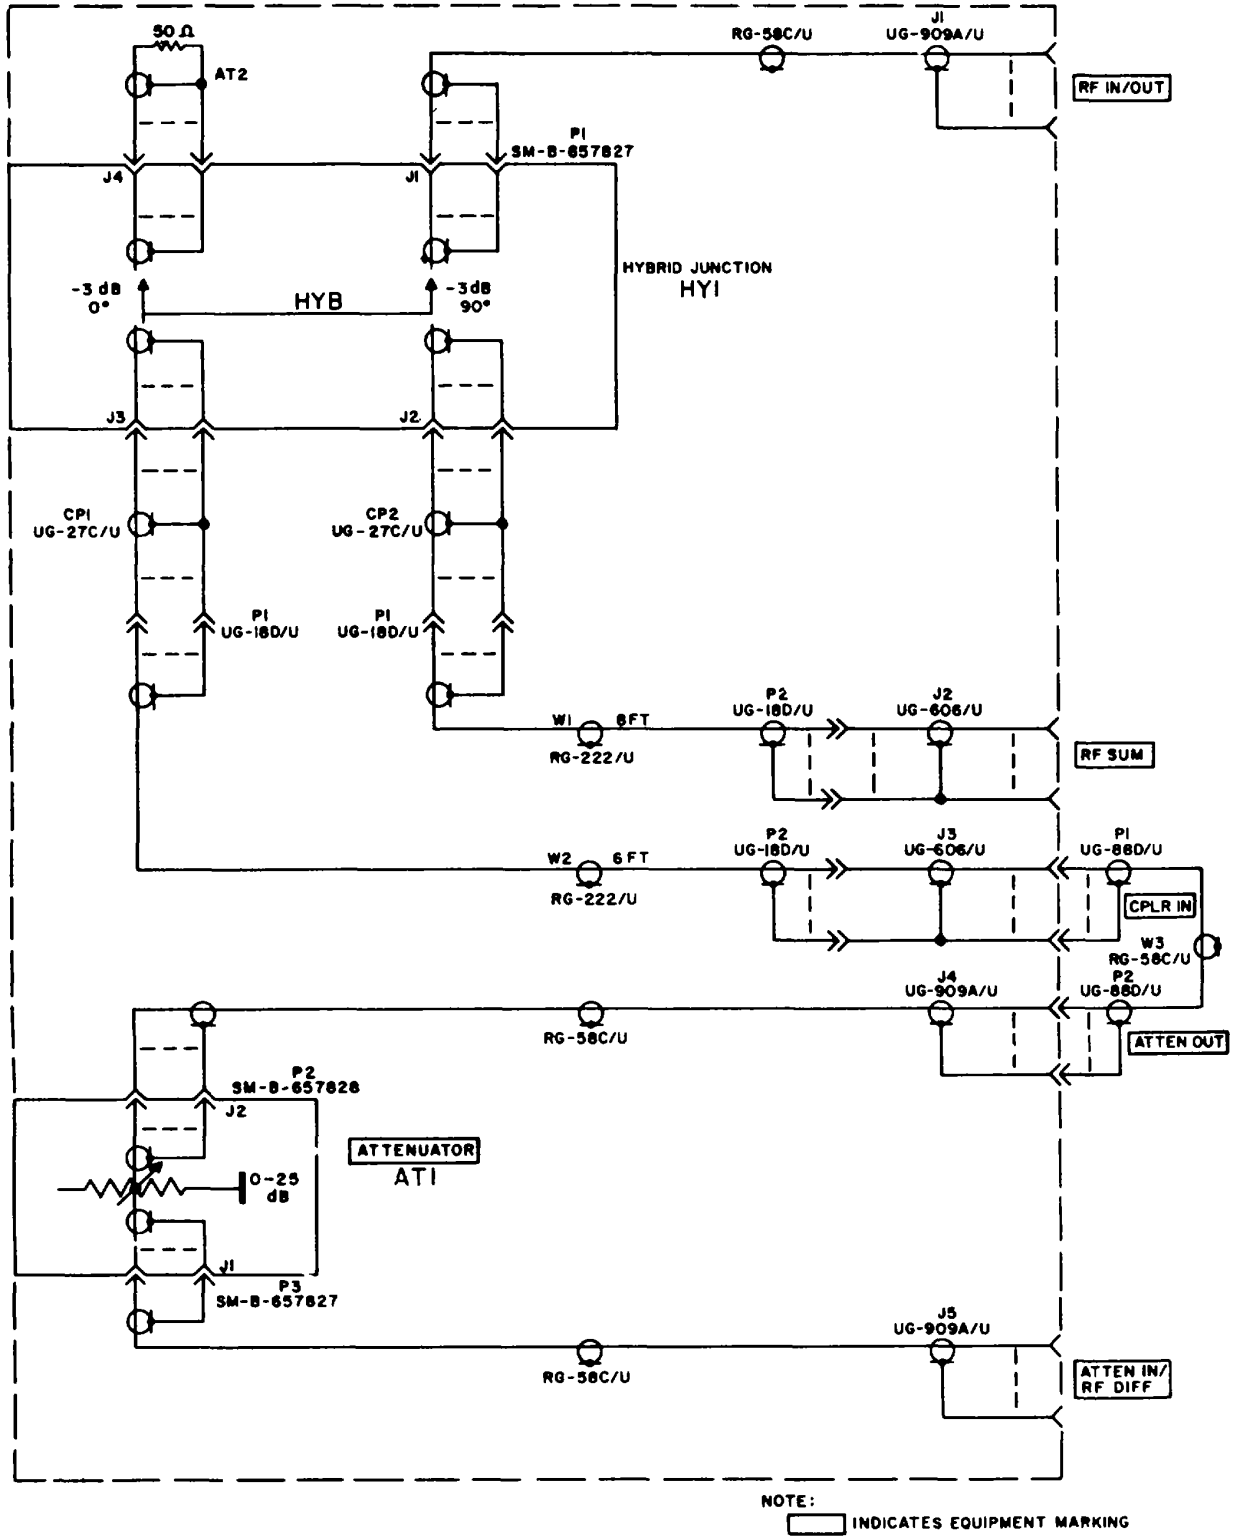 50 Ω
AT2
RG-58C/U
J1
UG-909A/U
RF IN/OUT
P1
SM-B-657827
J4
J1
HYBRID JUNCTION
HY1
-3 dB
0°
HYB
-3dB
90°
J3
J2
CP1
UG-27C/U
CP2
UG-27C/U
P1
UG-18D/U
P1
UG-18D/U
W1
6FT
RG-222/U
P2
UG-18D/U
J2
UG-606/U
RF SUM
W2
6FT
RG-222/U
P2
UG-18D/U
J3
UG-606/U
P1
UG-88D/U
CPLR IN
W3
RG-58C/U
J4
UG-909A/U
P2
UG-88D/U
RG-58C/U
ATTEN OUT
P2
SM-B-657828
J2
ATTENUATOR
AT1
0-25
dB
J1
P3
SM-B-657827
RG-58C/U
J5
UG-909A/U
ATTEN IN/
RF DIFF
NOTE:
INDICATES EQUIPMENT MARKING